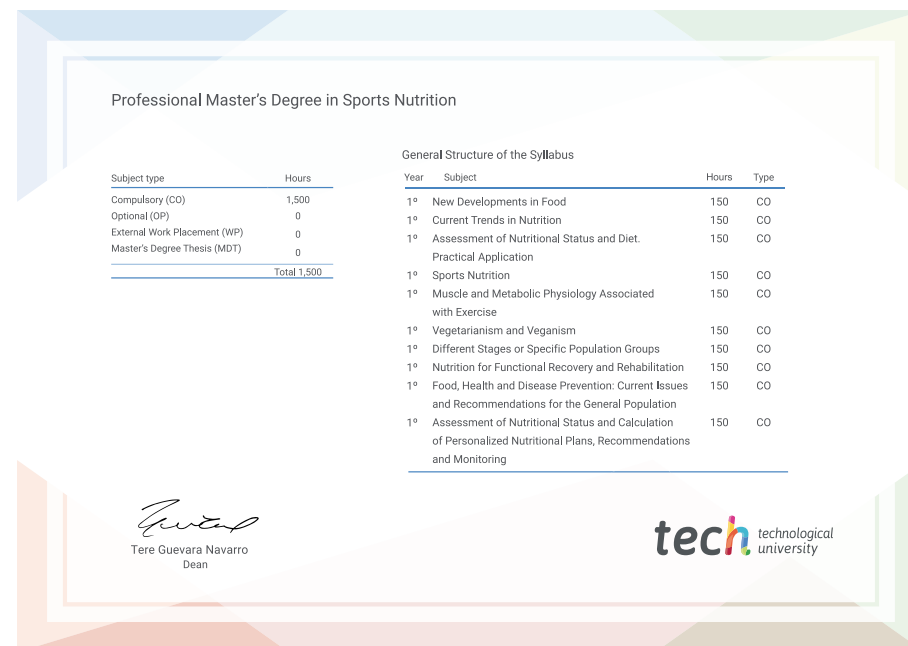 Professional Master's Degree in Sports Nutrition
Subject type Hours
Compulsory (CO) 1,500
Optional (OP) 0
External Work Placement (WP) 0
Master's Degree Thesis (MDT) 0
Total 1,500
General Structure of the Syllabus
Year Subject Hours Type
1º New Developments in Food 150 CO
1º Current Trends in Nutrition 150 CO
1º Assessment of Nutritional Status and Diet. 150 CO
Practical Application
1º Sports Nutrition 150 CO
1º Muscle and Metabolic Physiology Associated 150 CO
with Exercise
1º Vegetarianism and Veganism 150 CO
1º Different Stages or Specific Population Groups 150 CO
1º Nutrition for Functional Recovery and Rehabilitation 150 CO
1º Food, Health and Disease Prevention: Current Issues 150 CO
and Recommendations for the General Population
1º Assessment of Nutritional Status and Calculation 150 CO
of Personalized Nutritional Plans, Recommendations
and Monitoring
Tere Guevara Navarro
Dean
tech technological
university